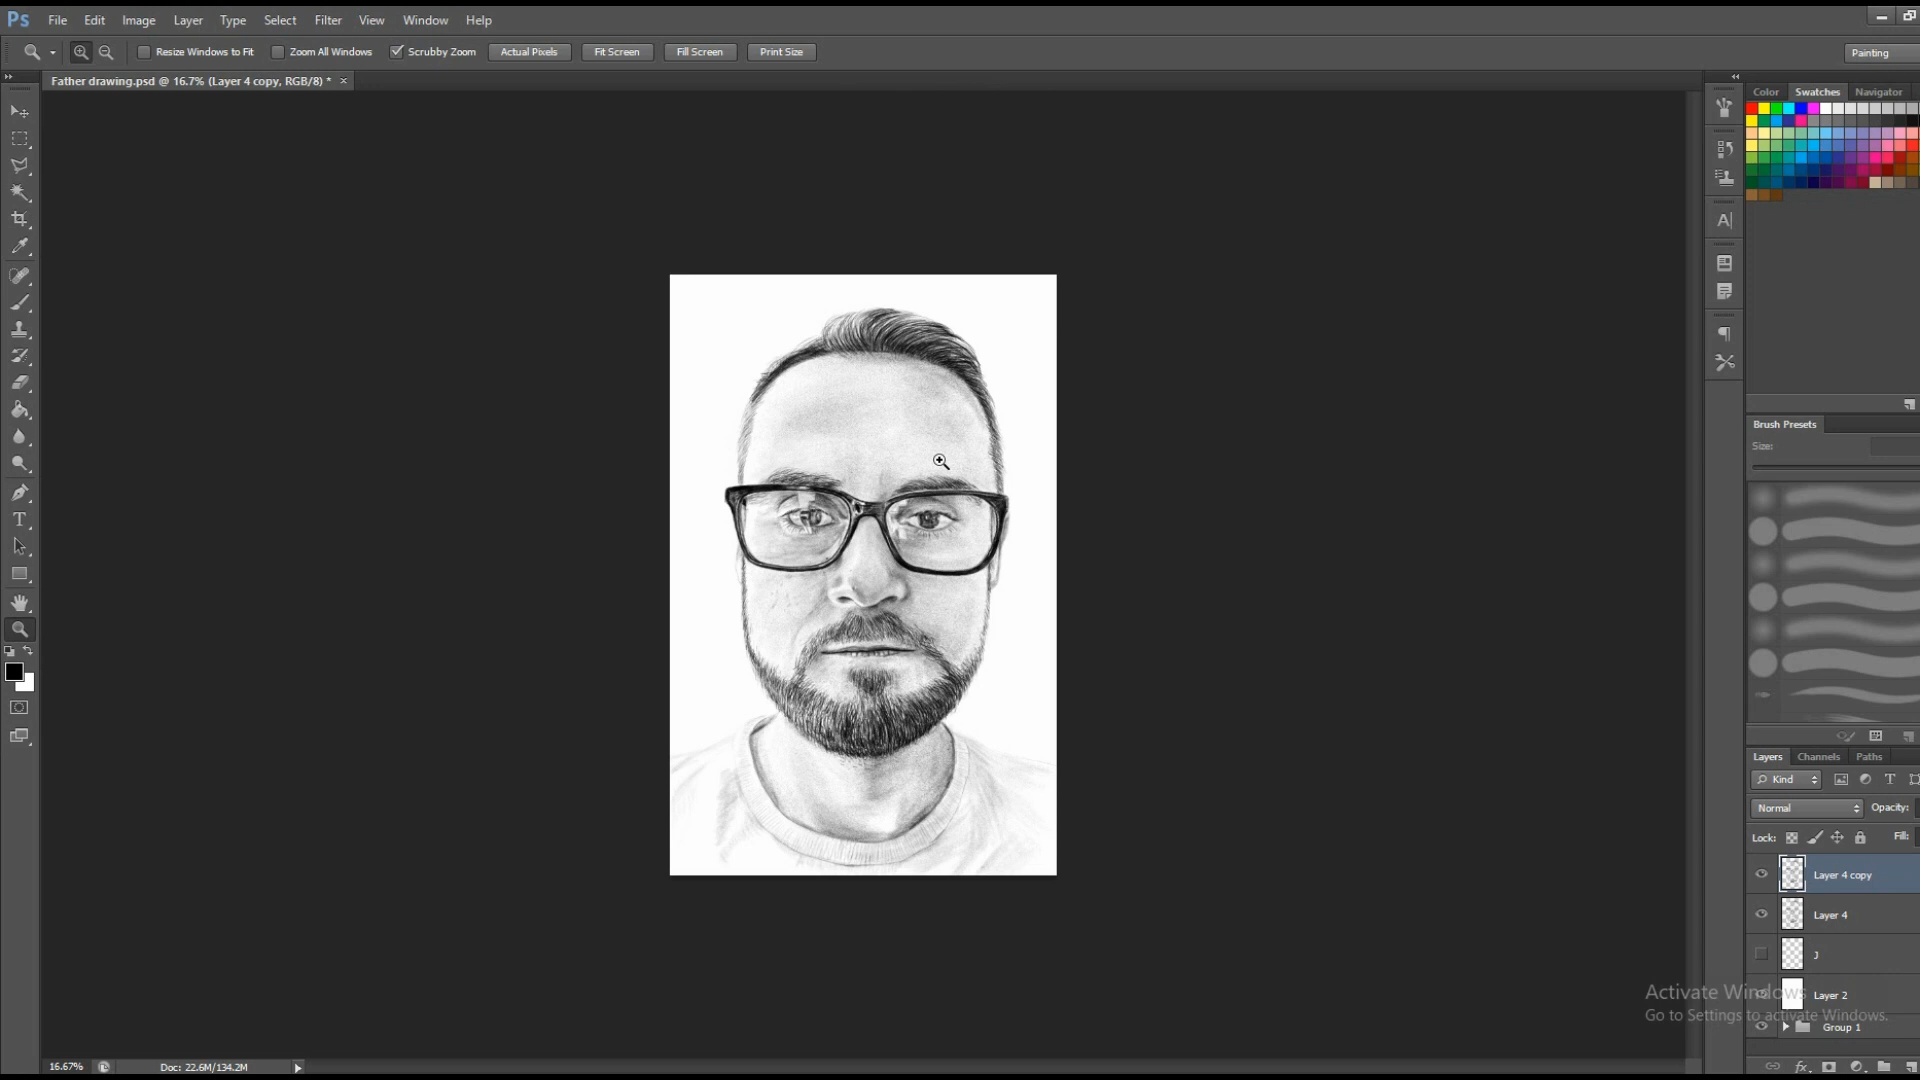 Ps File Edit Image Layer Type Select Filter View Window Help
Resize Windows to Fit Zoom All Windows Scrubby Zoom Actual Pixels Fit Screen Fill Screen Print Size Painting
Father drawing.psd @ 16.7% (Layer 4 copy, RGB/8) *
Color Swatches Navigator
Brush Presets
Size:
Layers Channels Paths
Kind
Normal Opacity:
Lock: Fill:
Layer 4 copy
Layer 4
J
Layer 2
Group 1
Activate Windows
Go to Settings to activate Windows.
16.67% Doc: 22.6M/134.2M